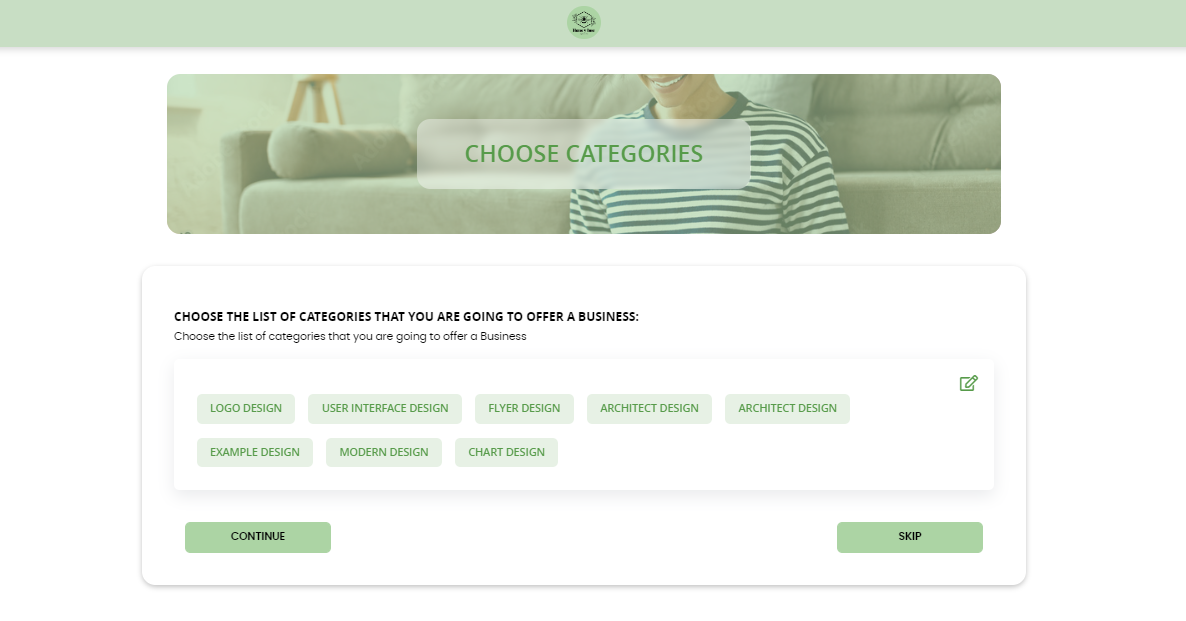 CHOOSE CATEGORIES
CHOOSE THE LIST OF CATEGORIES THAT YOU ARE GOING TO OFFER A BUSINESS:
Choose the list of categories that you are going to offer a Business
LOGO DESIGN USER INTERFACE DESIGN FLYER DESIGN ARCHITECT DESIGN ARCHITECT DESIGN
EXAMPLE DESIGN MODERN DESIGN CHART DESIGN
CONTINUE SKIP